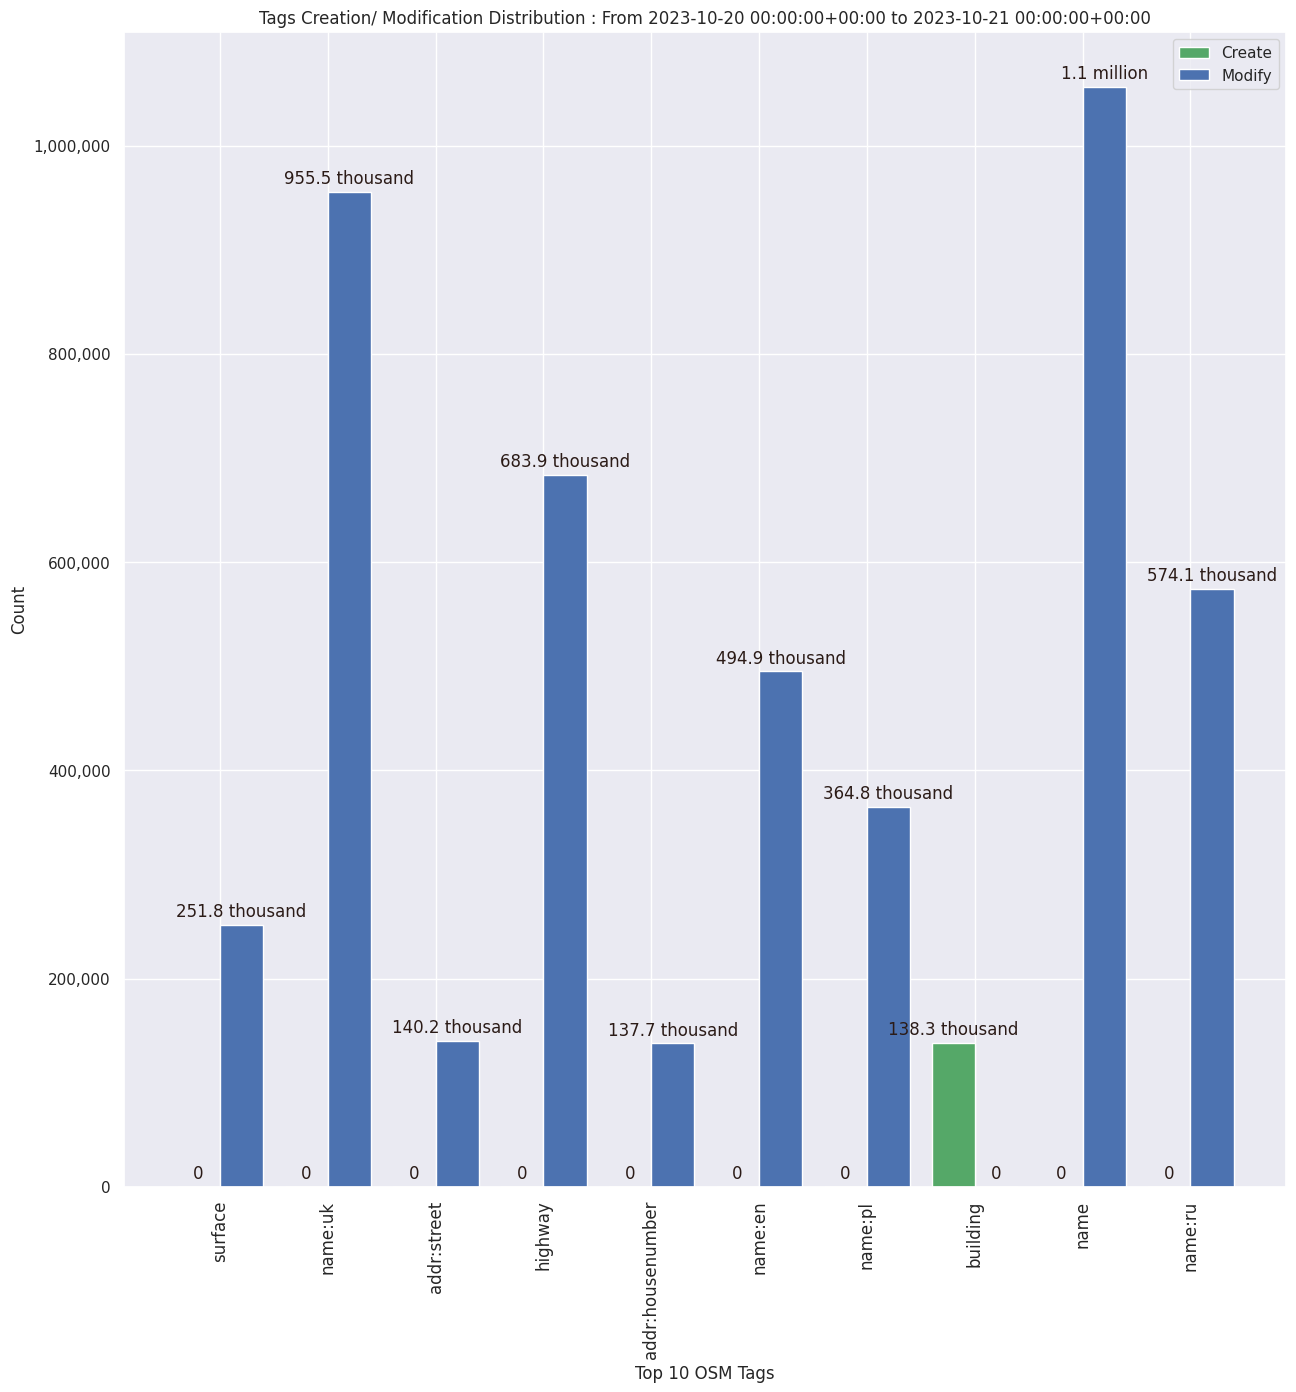 Tags Creation/ Modification Distribution : From 2023-10-20 00:00:00+00:00 to 2023-10-21 00:00:00+00:00
Create
Modify
1.1 million
1,000,000
955.5 thousand
800,000
683.9 thousand
600,000
574.1 thousand
Count
494.9 thousand
400,000
364.8 thousand
251.8 thousand
200,000
140.2 thousand
137.7 thousand
138.3 thousand
0
0 0 0 0 0 0 0 0 0 0
surface
name:uk
addr:street
highway
addr:housenumber
name:en
name:pl
building
name
name:ru
Top 10 OSM Tags